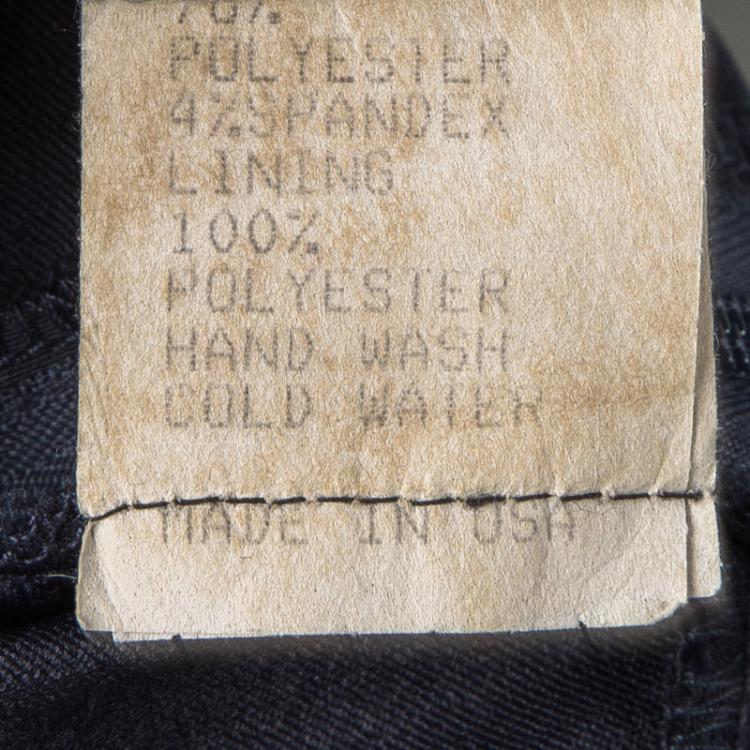 POLYESTER
4%SPANDEX
LINING
100%
POLYESTER
HAND WASH
COLD WATER
MADE IN USA